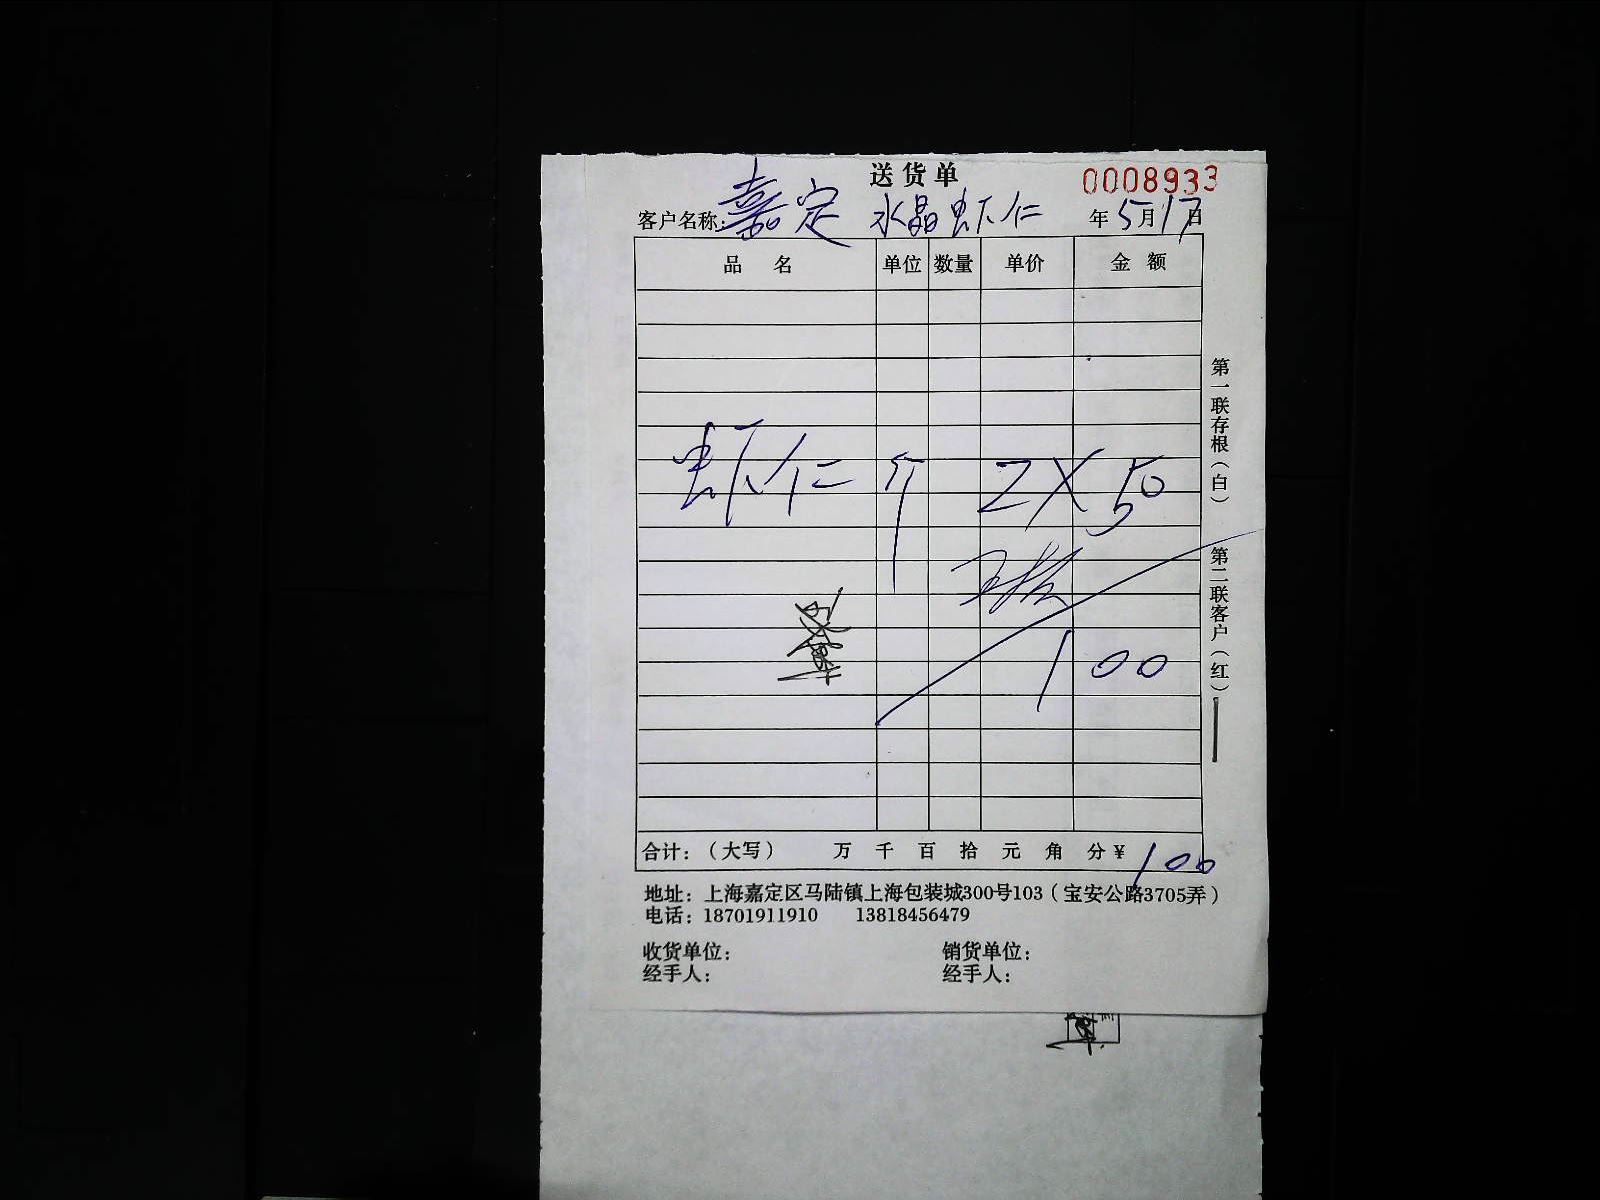 送货单
0008933
客户名称：嘉定 水晶虾仁 年5月17日
品 名 单位 数量 单价 金 额
虾仁 斤 2×50
100
合计：（大写） 万 千 百 拾 元 角 分￥100
地址：上海嘉定区马陆镇上海包装城300号103（宝安公路3705弄）
电话：18701911910 13818456479
收货单位： 销货单位：
经手人： 经手人：
第一联存根（白） 第二联客户（红）